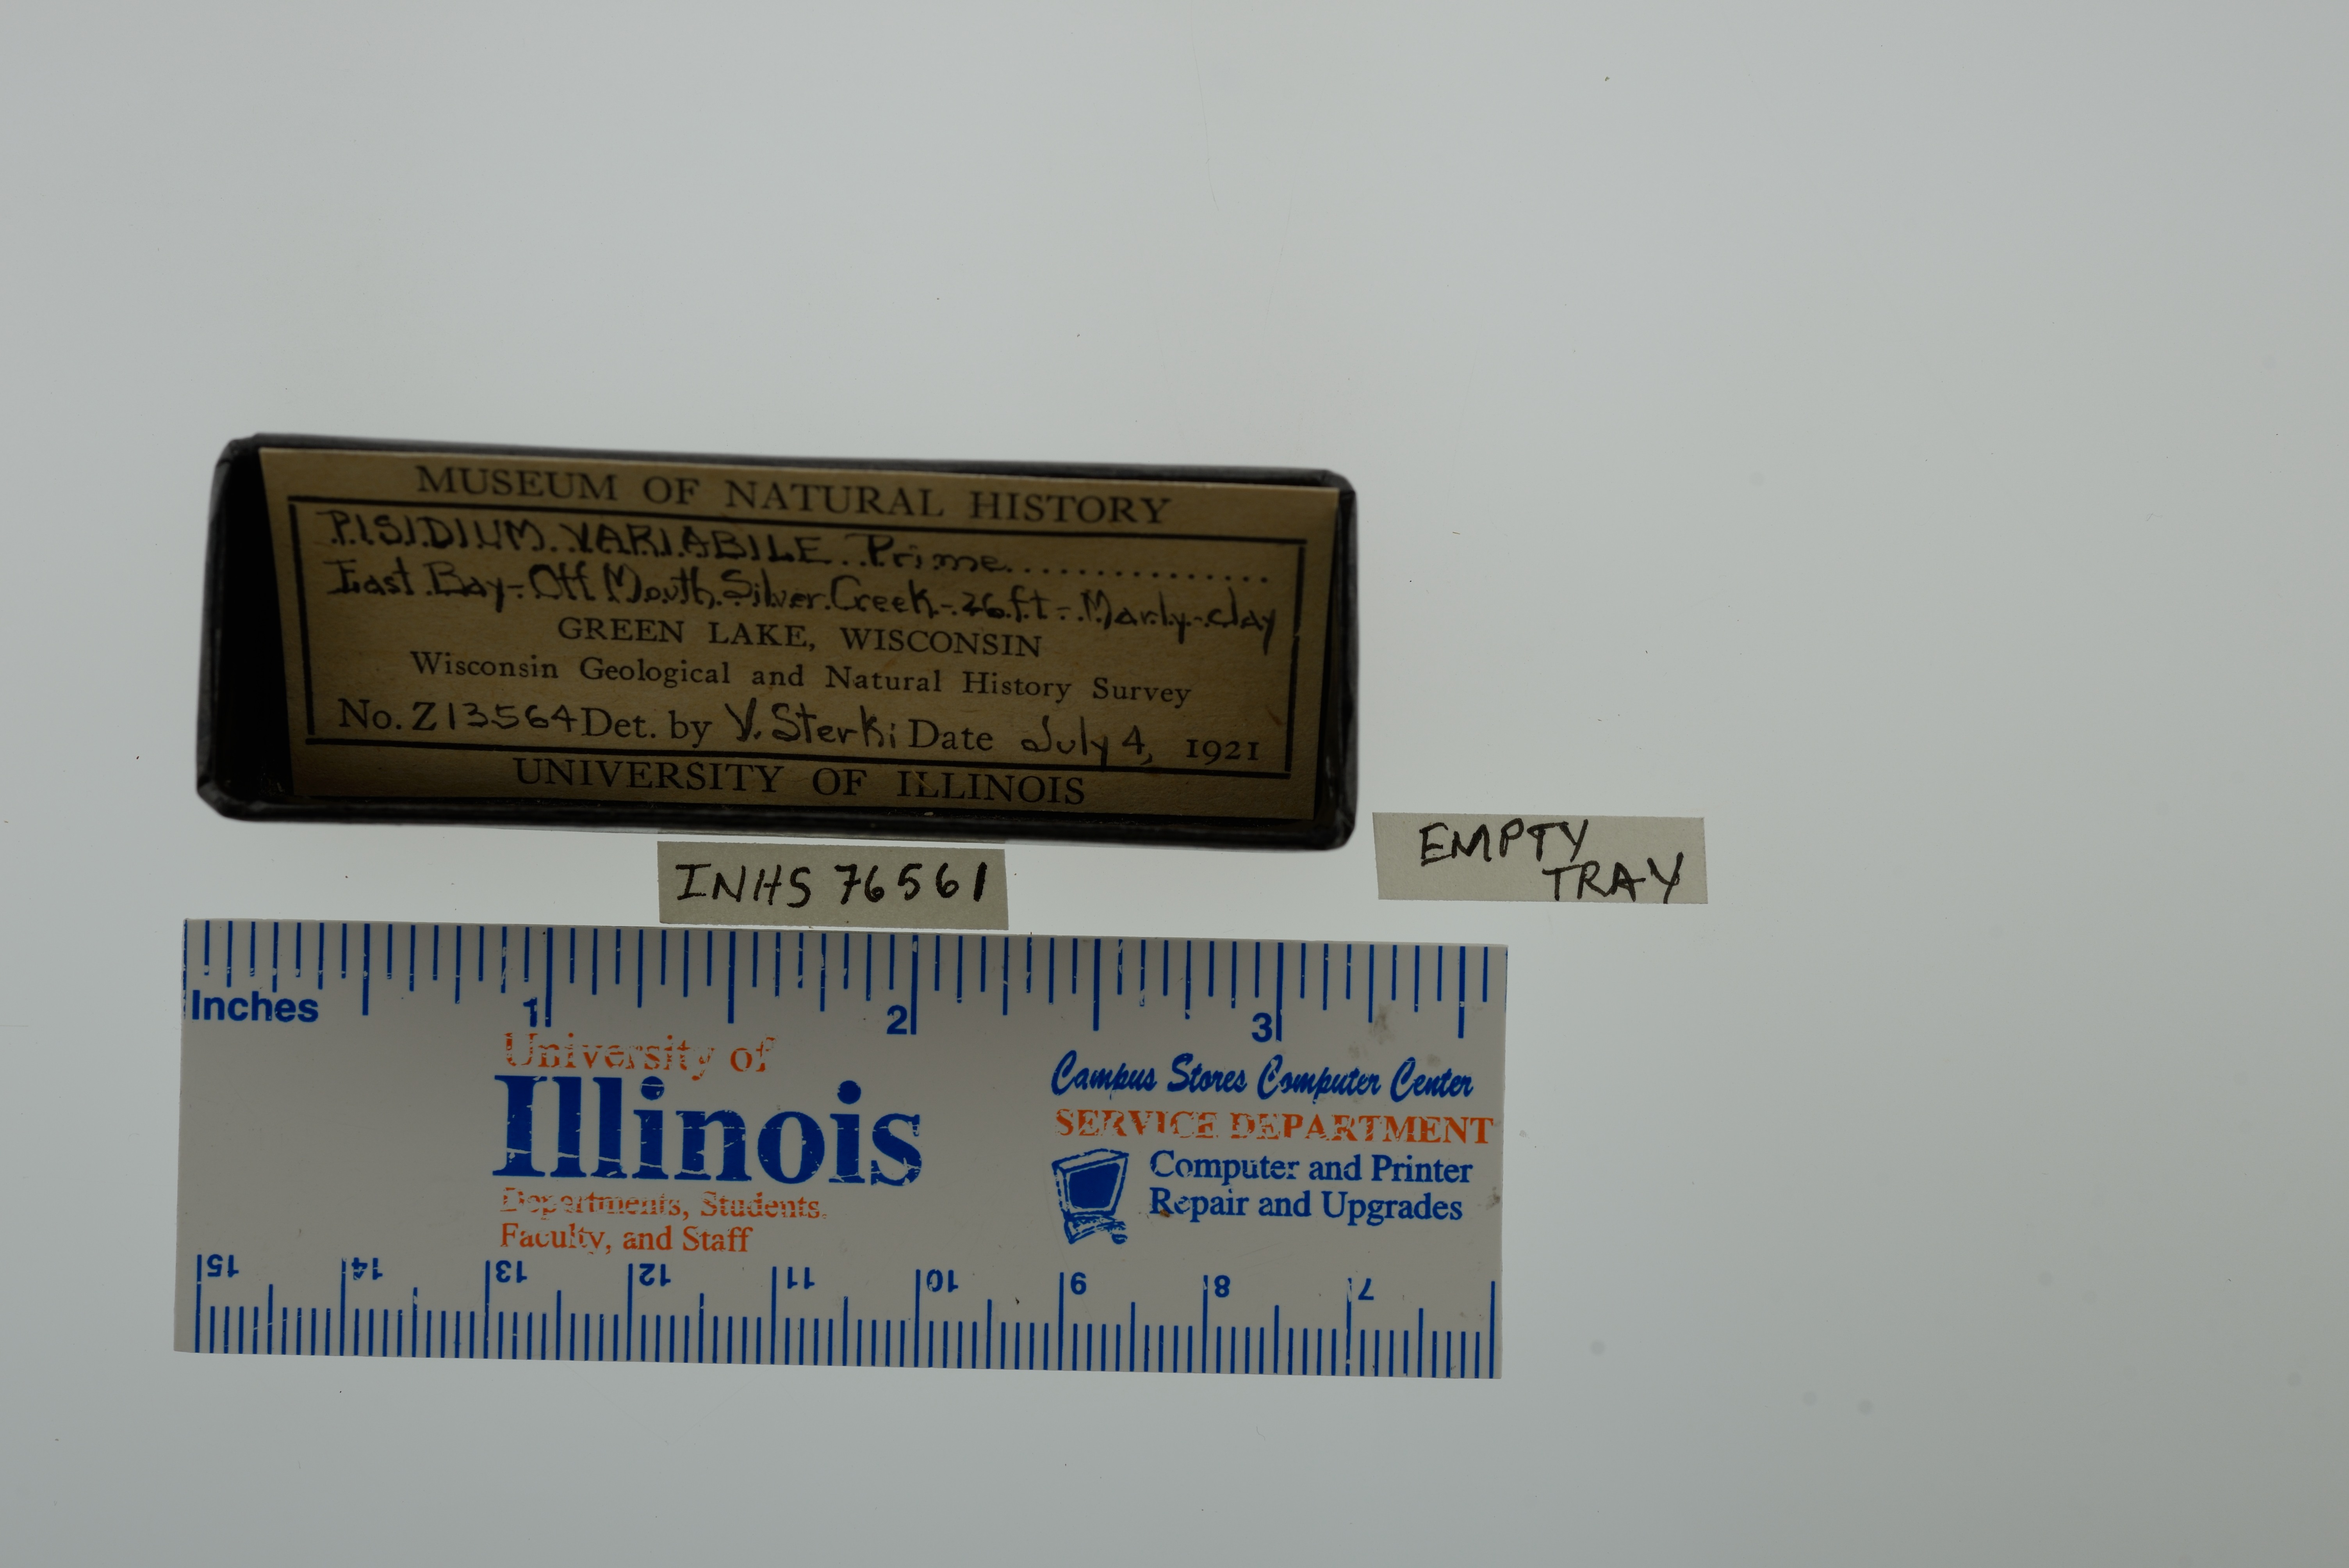 MUSEUM OF NATURAL HISTORY
PISIDIUM VARIABILE Prime
East Bay-Off Mouth Silver Creek-26ft-Marly-clay
GREEN LAKE, WISCONSIN
Wisconsin Geological and Natural History Survey
No. Z13564 Det. by V. Sterki Date July 4, 1921
UNIVERSITY OF ILLINOIS
INHS 76561
EMPTY
TRAY
Inches 1 2 3
University of
Illinois
Departments, Students,
Faculty, and Staff
Campus Stores Computer Center
SERVICE DEPARTMENT
Computer and Printer
Repair and Upgrades
15 14 13 12 11 10 9 8 7